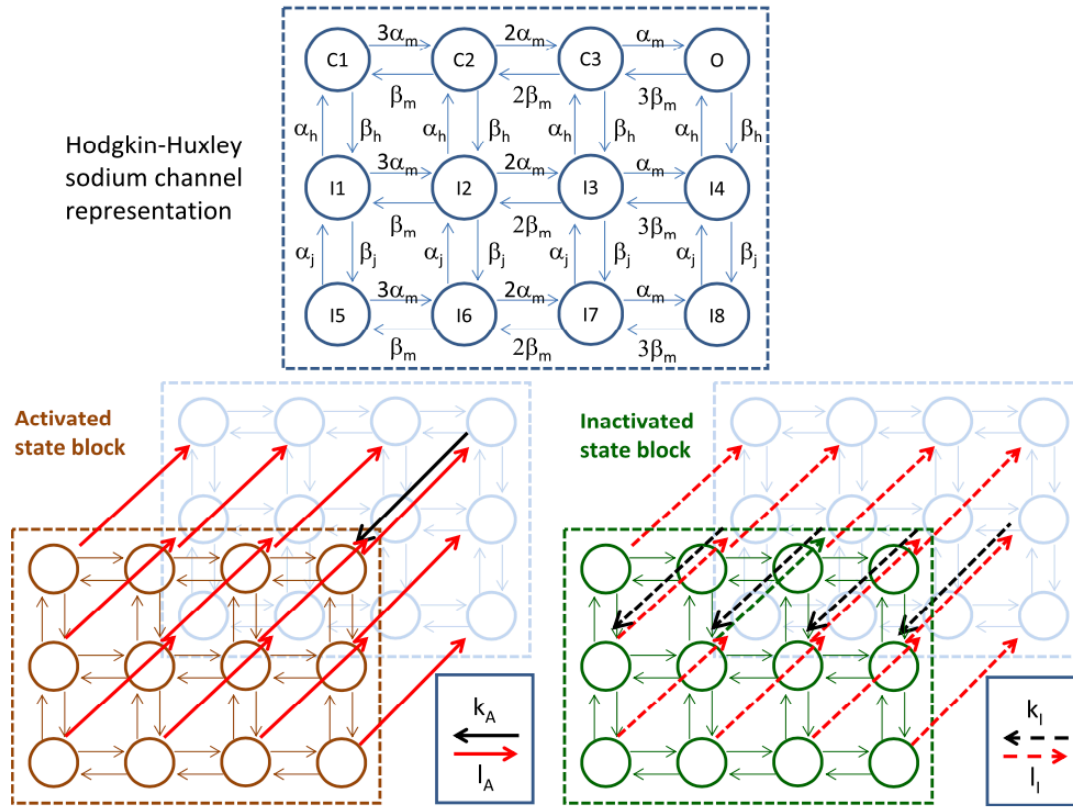 3αm 2αm αm
C1 C2 C3 O
βm 2βm 3βm
αh βh αh βh αh βh αh βh
Hodgkin-Huxley
sodium channel
representation
3αm 2αm αm
I1 I2 I3 I4
βm 2βm 3βm
αj βj αj βj αj βj αj βj
3αm 2αm αm
I5 I6 I7 I8
βm 2βm 3βm
Activated
state block
Inactivated
state block
kA
lA
kI
lI